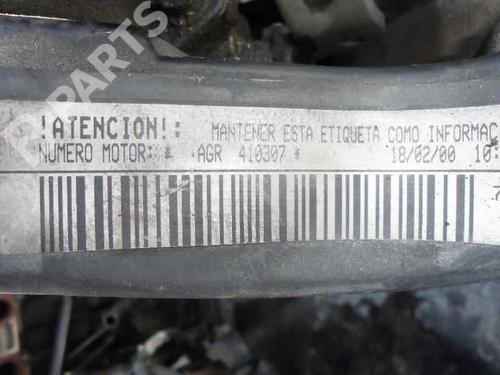 B-PARTS
!ATENCION!: MANTENER ESTA ETIQUETA COMO INFORMAC
NUMERO MOTOR: * AGR 410307 * 18/02/00 10: